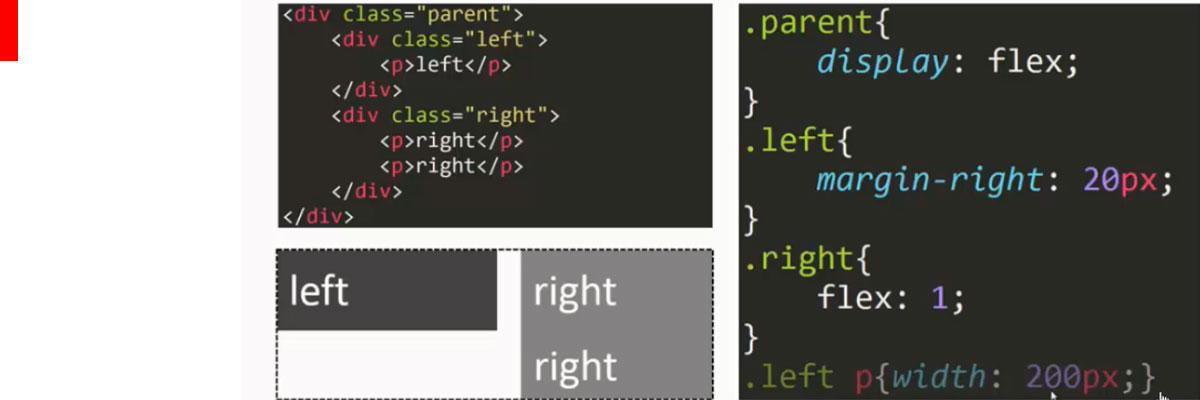 <div class="parent">
    <div class="left">
        <p>left</p>
    </div>
    <div class="right">
        <p>right</p>
        <p>right</p>
    </div>
</div>
left
right
right
.parent{
    display: flex;
}
.left{
    margin-right: 20px;
}
.right{
    flex: 1;
}
.left p{width: 200px;}